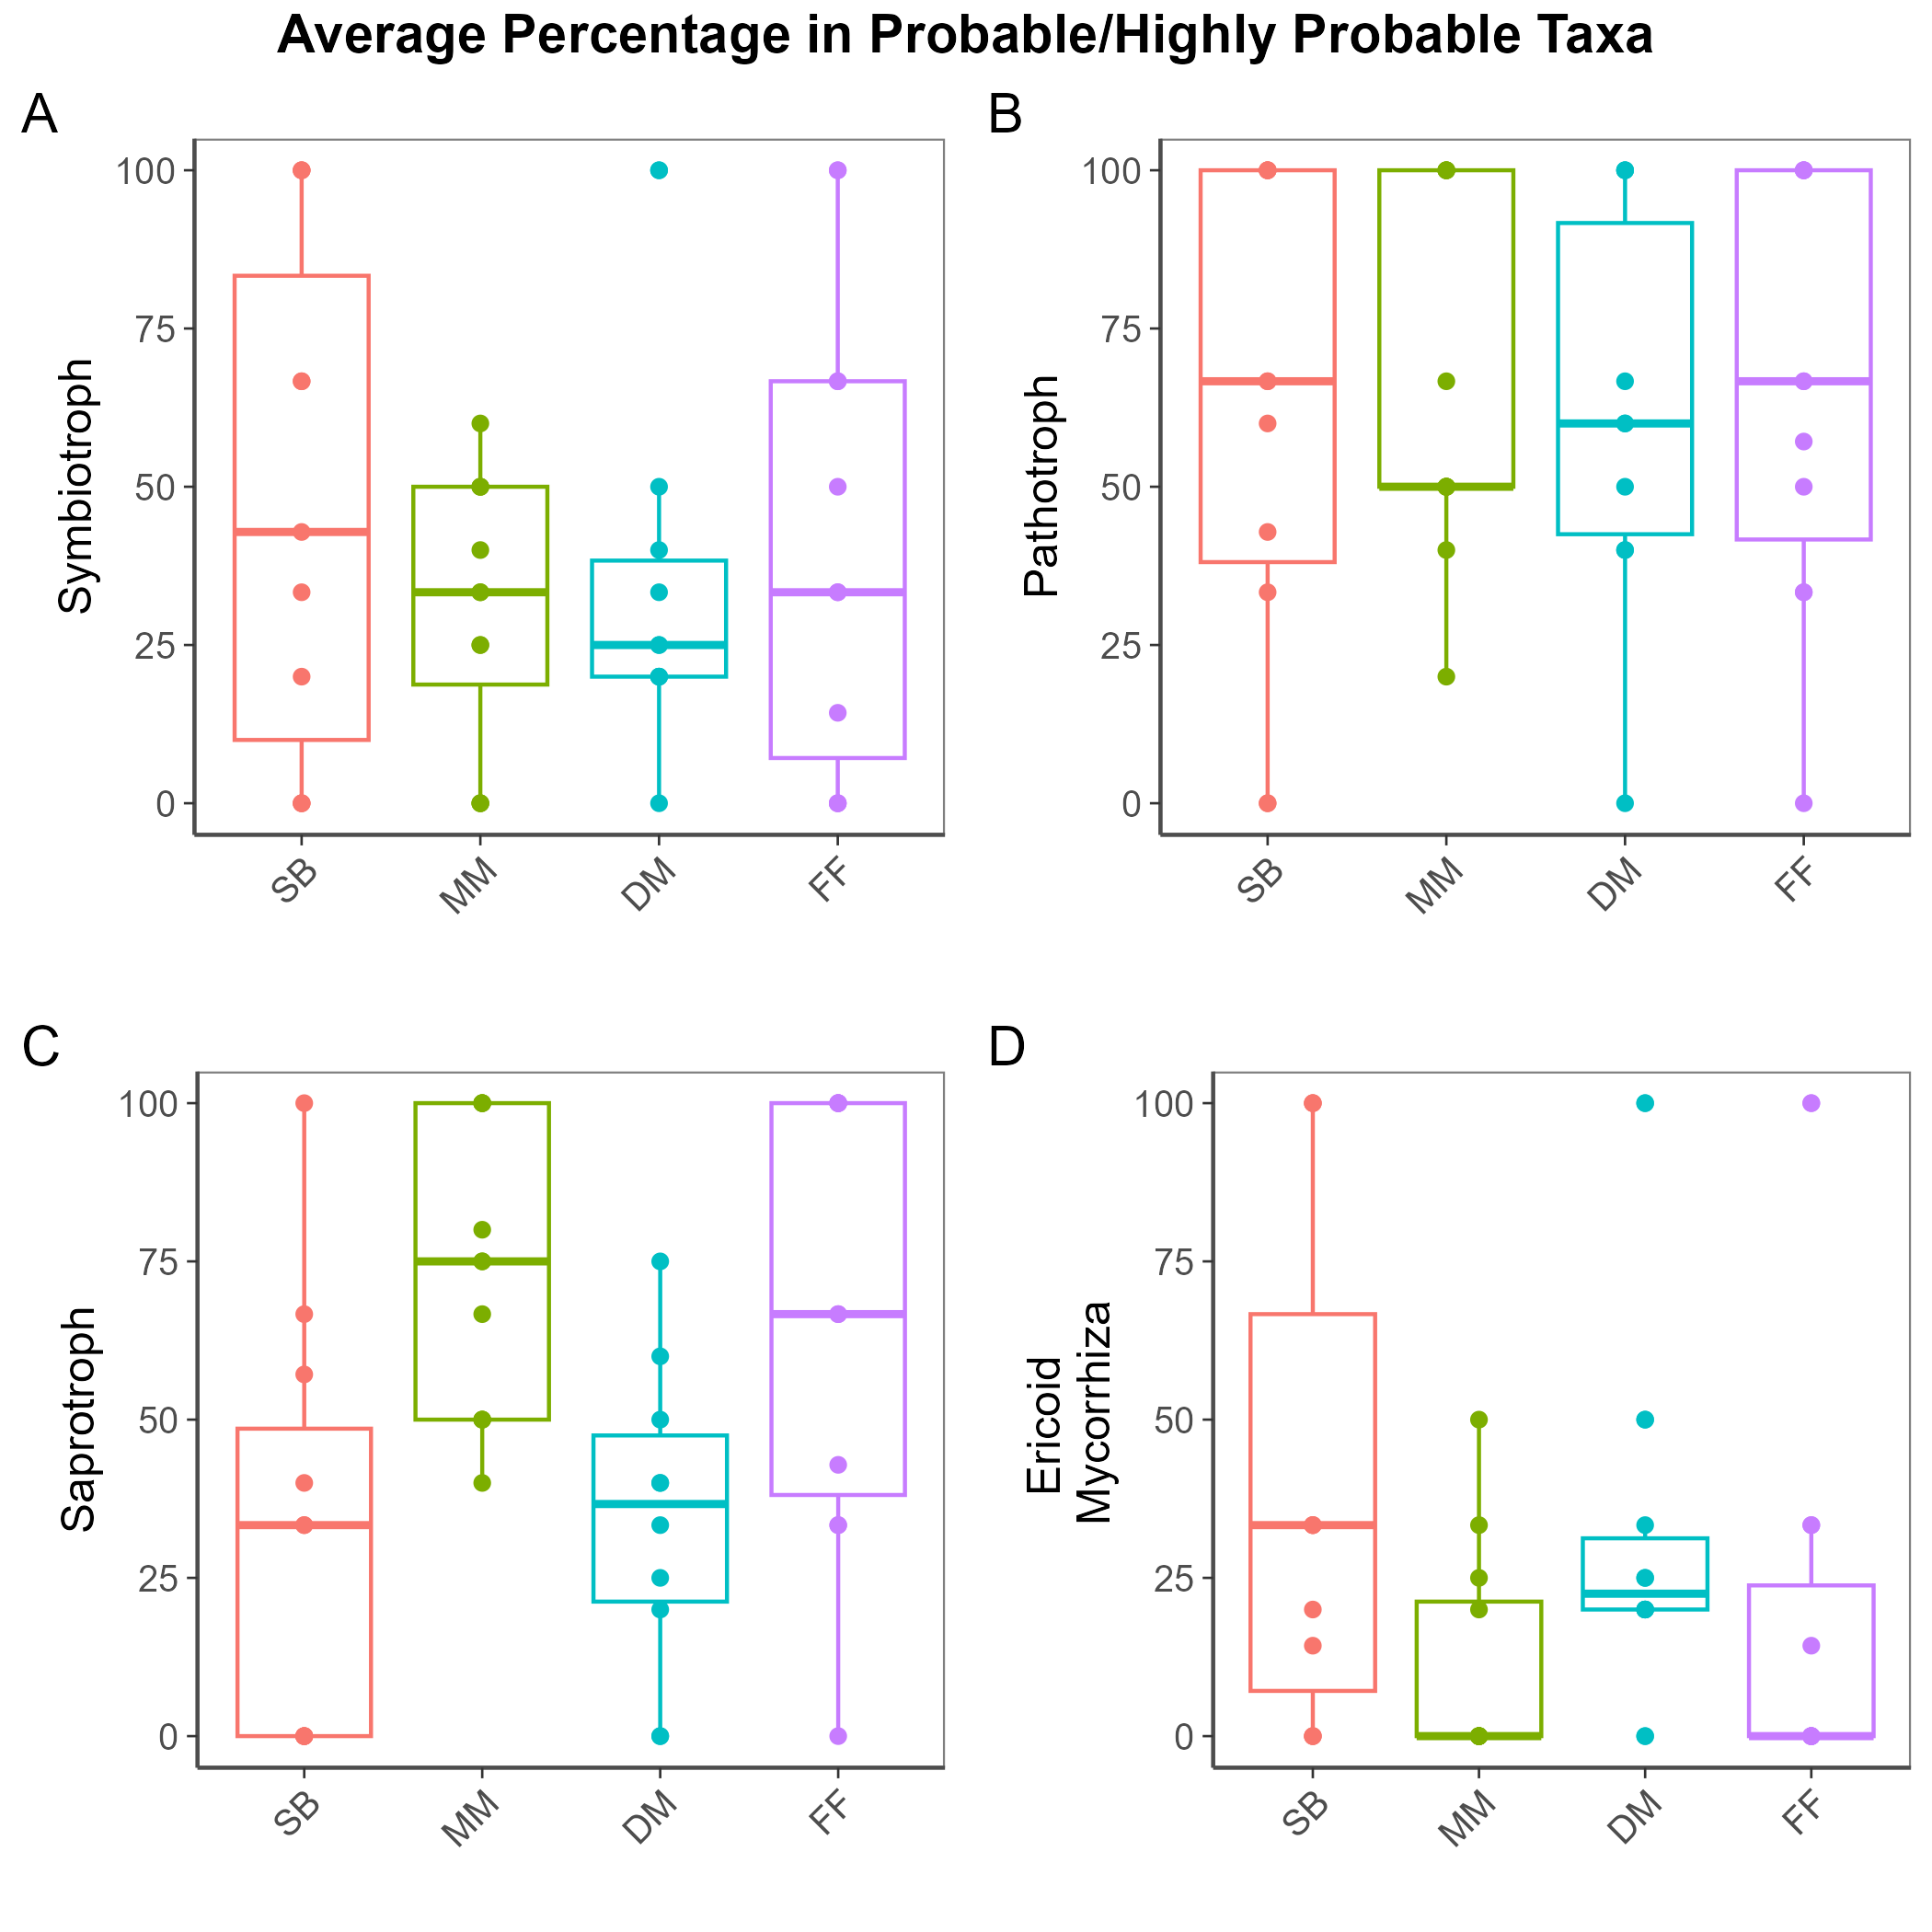 Average Percentage in Probable/Highly Probable Taxa
A
Symbiotroph
100
75
50
25
0
SB
MM
DM
FF
B
Pathotroph
100
75
50
25
0
SB
MM
DM
FF
C
Saprotroph
100
75
50
25
0
SB
MM
DM
FF
D
Ericoid
Mycorrhiza
100
75
50
25
0
SB
MM
DM
FF